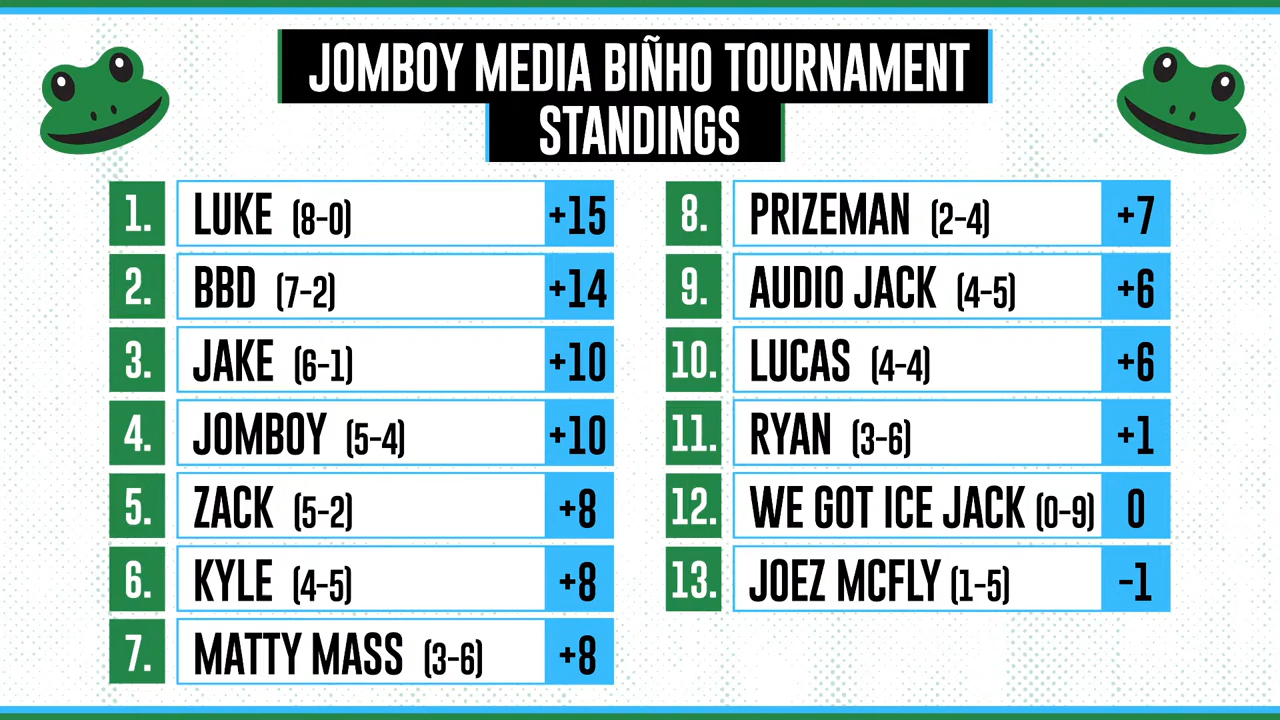 JOMBOY MEDIA BIÑHO TOURNAMENT
STANDINGS
1. LUKE (8-0) +15
2. BBD (7-2) +14
3. JAKE (6-1) +10
4. JOMBOY (5-4) +10
5. ZACK (5-2) +8
6. KYLE (4-5) +8
7. MATTY MASS (3-6) +8
8. PRIZEMAN (2-4) +7
9. AUDIO JACK (4-5) +6
10. LUCAS (4-4) +6
11. RYAN (3-6) +1
12. WE GOT ICE JACK (0-9) 0
13. JOEZ MCFLY (1-5) -1